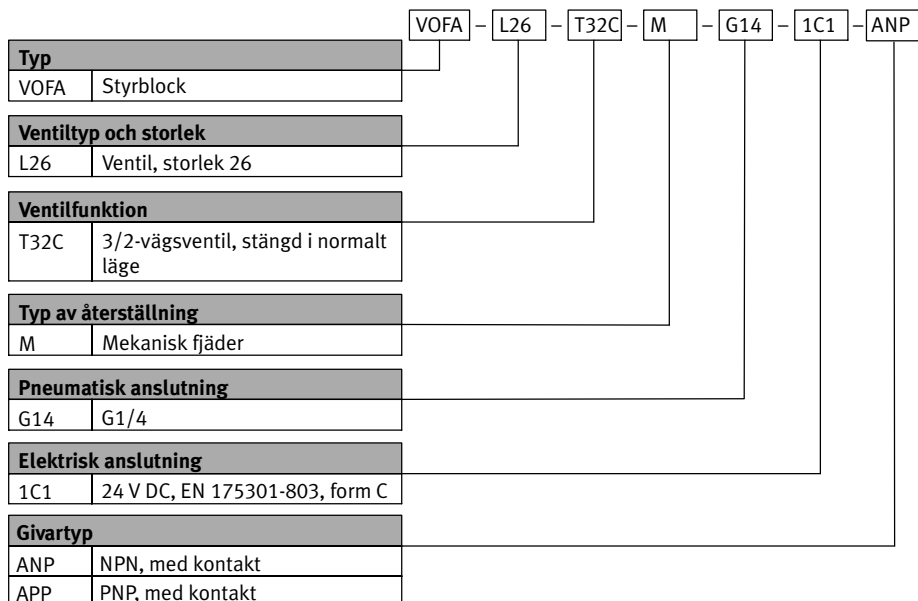 VOFA – L26 – T32C – M – G14 – 1C1 – ANP
Typ
VOFA Styrblock
Ventiltyp och storlek
L26 Ventil, storlek 26
Ventilfunktion
T32C 3/2-vägsventil, stängd i normalt
läge
Typ av återställning
M Mekanisk fjäder
Pneumatisk anslutning
G14 G1/4
Elektrisk anslutning
1C1 24 V DC, EN 175301-803, form C
Givartyp
ANP NPN, med kontakt
APP PNP, med kontakt